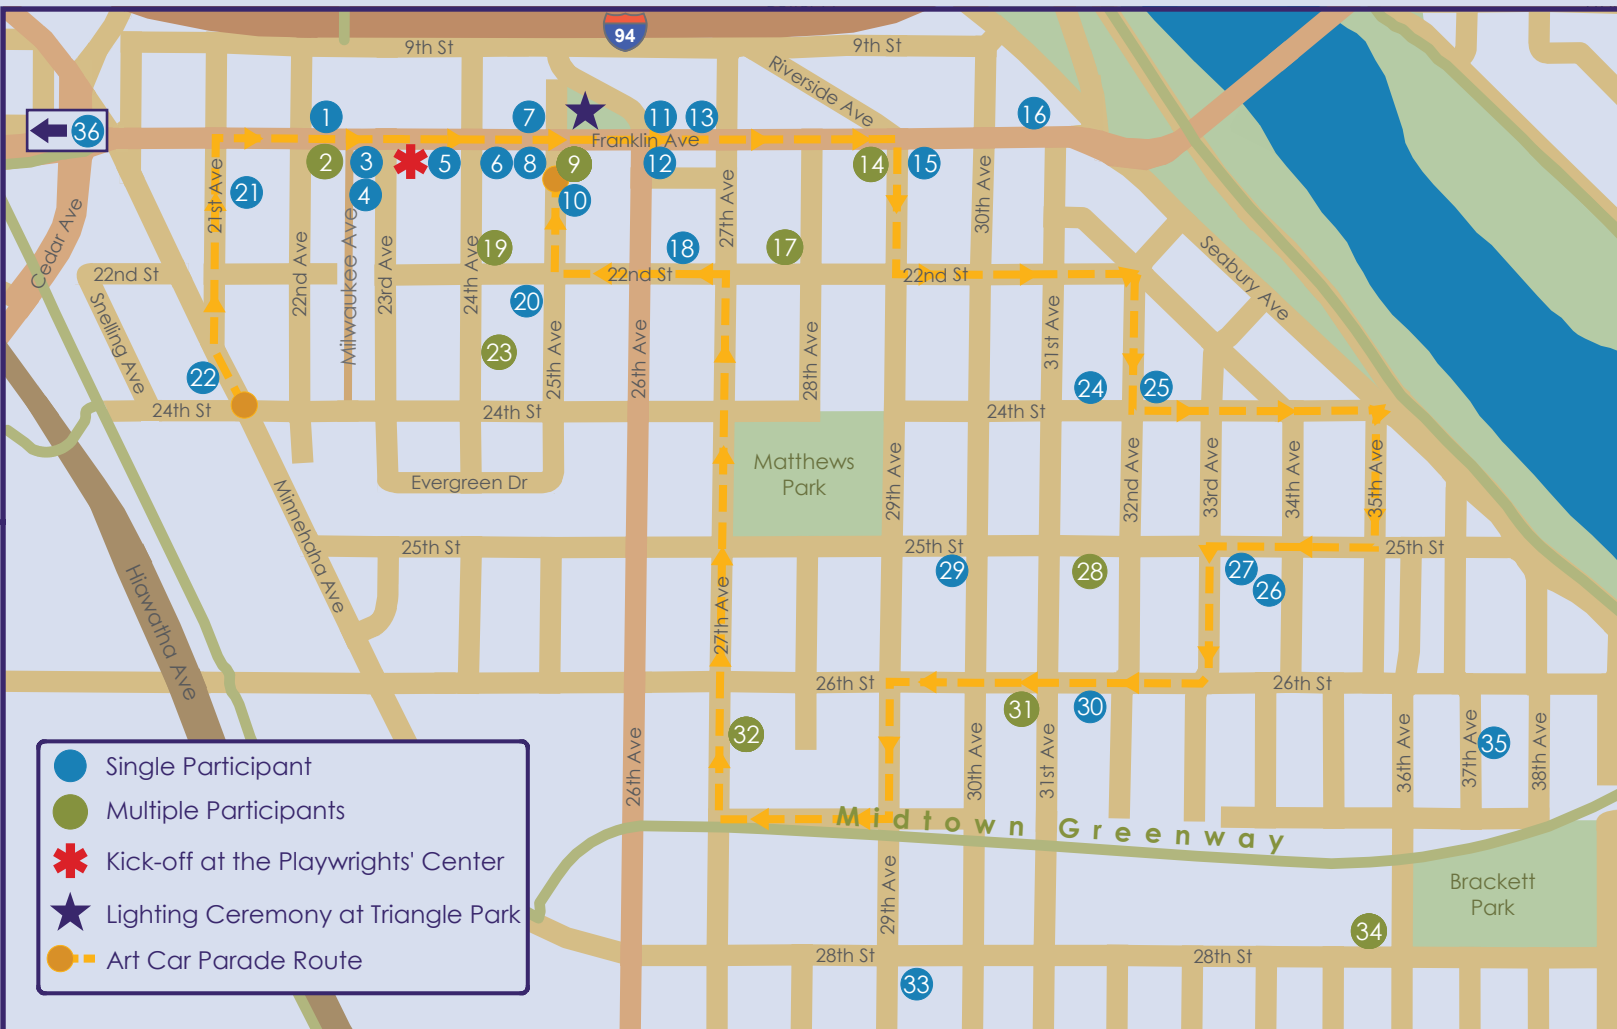 94
9th St
9th St
Riverside Ave
36
1
7
11
13
16
Franklin Ave
2
3
5
6
8
9
12
14
15
4
10
21
21st Ave
22nd Ave
Milwaukee Ave
23rd Ave
24th Ave
27th Ave
30th Ave
Cedar Ave
19
18
17
Seabury Ave
22nd St
22nd St
22nd St
Snelling Ave
20
23
25th Ave
26th Ave
28th Ave
31st Ave
22
24
25
24th St
24th St
24th St
Matthews
Park
29th Ave
32nd Ave
33rd Ave
34th Ave
35th Ave
Evergreen Dr
Minnehaha Ave
25th St
25th St
25th St
Hiawatha Ave
29
28
27
26
27th Ave
26th St
26th St
31
30
32
35
26th Ave
30th Ave
31st Ave
36th Ave
37th Ave
38th Ave
Midtown Greenway
29th Ave
Brackett
Park
34
28th St
28th St
33
Single Participant
Multiple Participants
Kick-off at the Playwrights' Center
Lighting Ceremony at Triangle Park
Art Car Parade Route